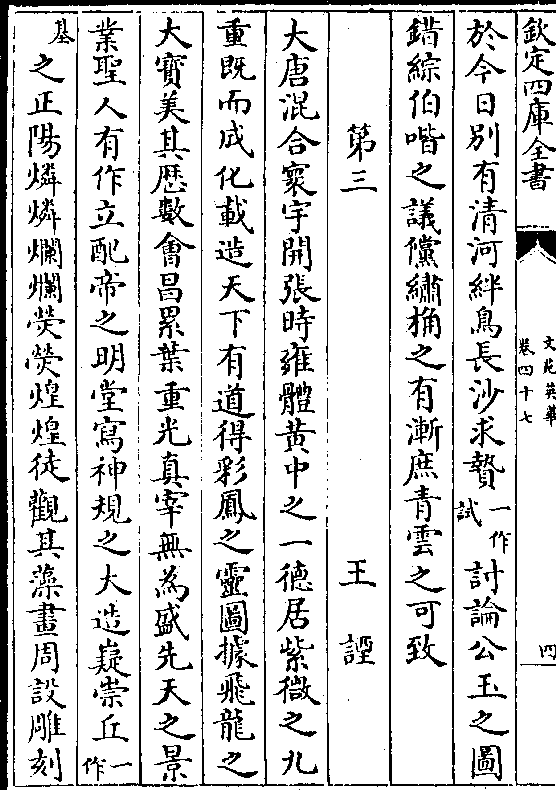 欽定四庫全書
文苑英華
卷四十七
四
於今日別有清河絆鳥長沙求贄一作試討論公玉之圖
錯綜伯喈之議儻繡桷之有漸庶青雲之可致
第三 王諲
大唐混合寰宇開張時雍體黄中之一德居紫微之九
重既而成化載造天下有道得彩鳳之靈圖據飛龍之
大寳美其歴數會昌累葉重光真宰無為盛先天之景
業聖人有作立配帝之明堂寫神規之大造嶷崇丘一作
基之正陽燐燐爛爛熒熒煌煌徒觀其藻畫周設雕刻